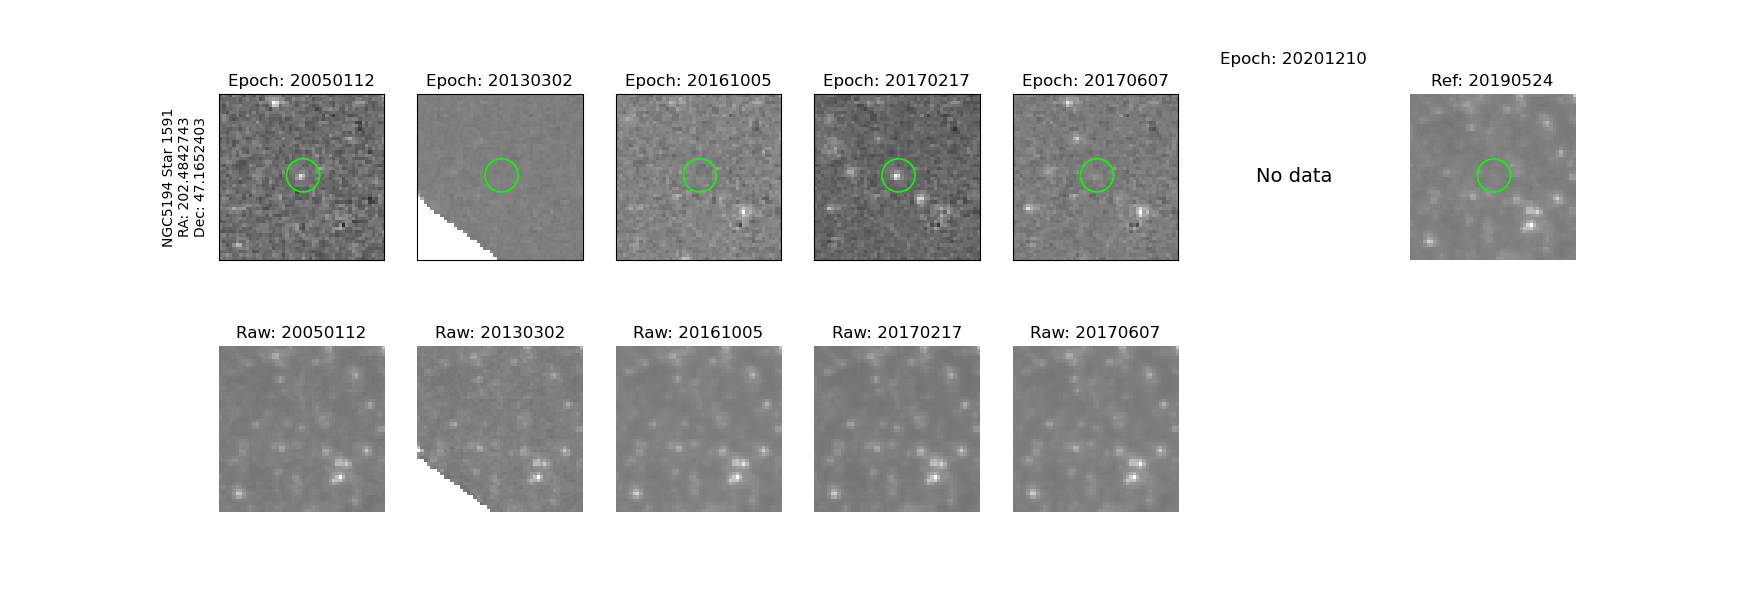 Epoch: 20050112
Epoch: 20130302
Epoch: 20161005
Epoch: 20170217
Epoch: 20170607
Epoch: 20201210
Ref: 20190524
NGC5194 Star 1591
RA: 202.4842743
Dec: 47.1652403
No data
Raw: 20050112
Raw: 20130302
Raw: 20161005
Raw: 20170217
Raw: 20170607